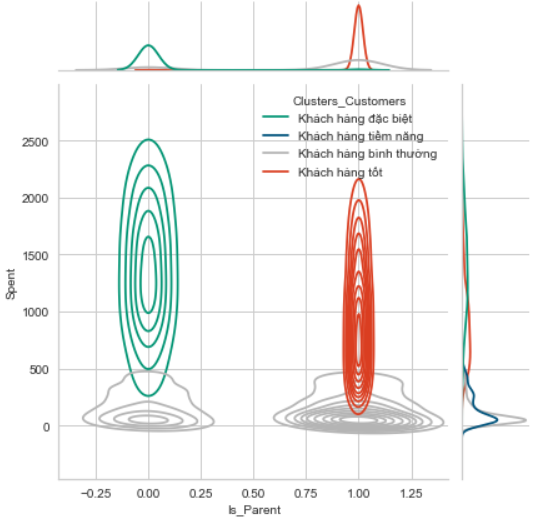 Clusters_Customers
Khách hàng đặc biệt
Khách hàng tiềm năng
Khách hàng bình thường
Khách hàng tốt
2500
2000
1500
1000
500
0
Spent
−0.25 0.00 0.25 0.50 0.75 1.00 1.25
Is_Parent